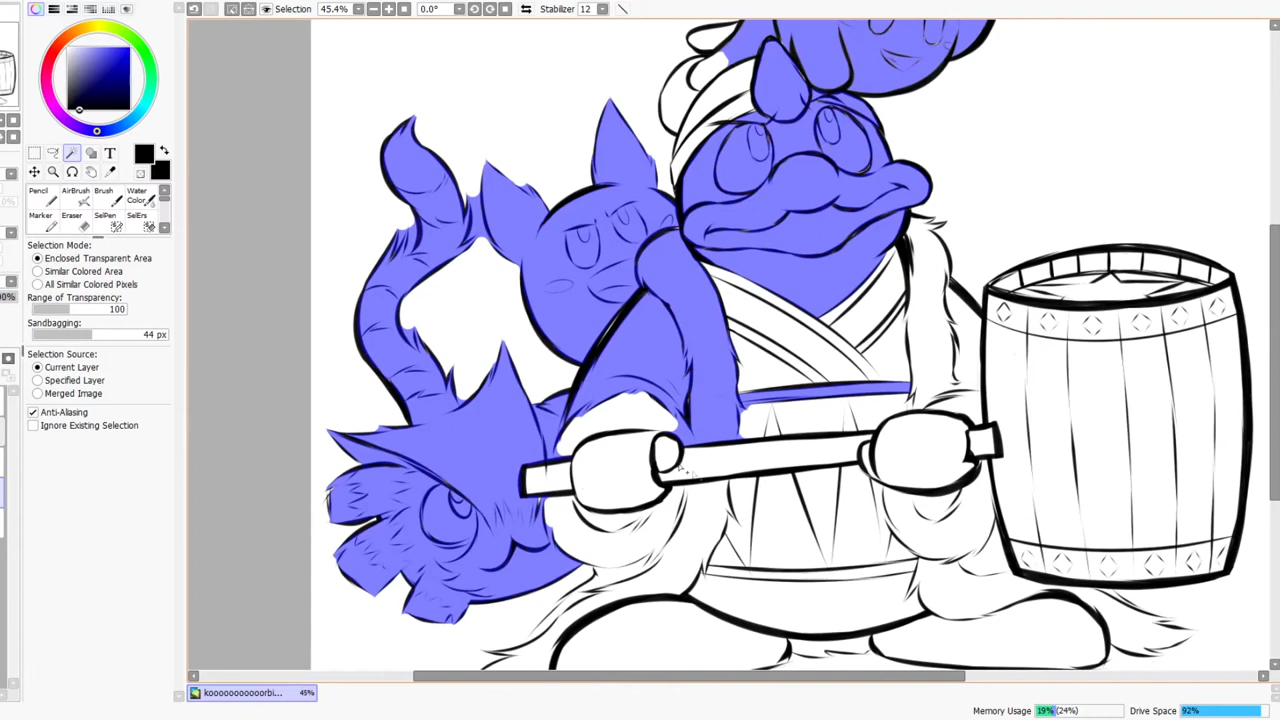 Selection 45.4% 0.0° Stabilizer 12
T
Pencil AirBrush Brush Water
Color
Marker Eraser SelPen SelErs
Selection Mode:
Enclosed Transparent Area
Similar Colored Area
All Similar Colored Pixels
Range of Transparency:
100
Sandbagging:
44 px
Selection Source:
Current Layer
Specified Layer
Merged Image
Anti-Aliasing
Ignore Existing Selection
kooooooooooorbi... 45%
Memory Usage 19% (24%) Drive Space 92%